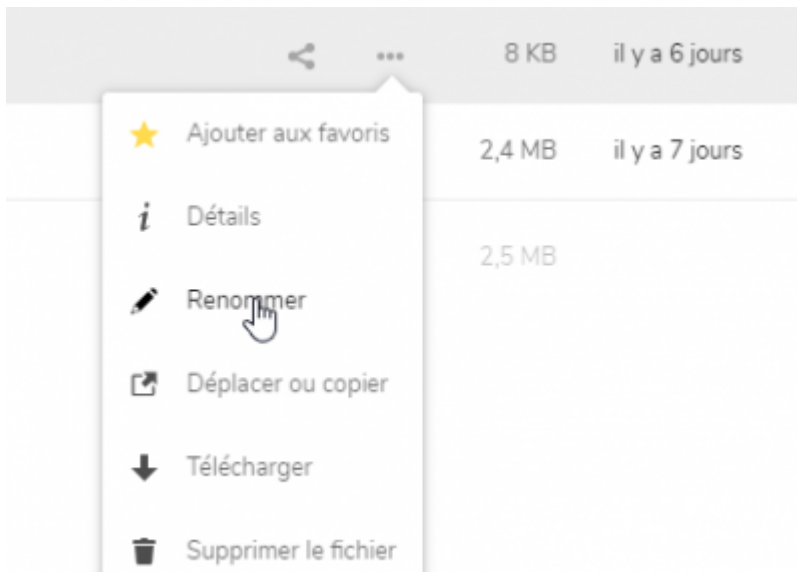 8 KB il y a 6 jours
Ajouter aux favoris
2,4 MB il y a 7 jours
Détails
2,5 MB
Renommer
Déplacer ou copier
Télécharger
Supprimer le fichier